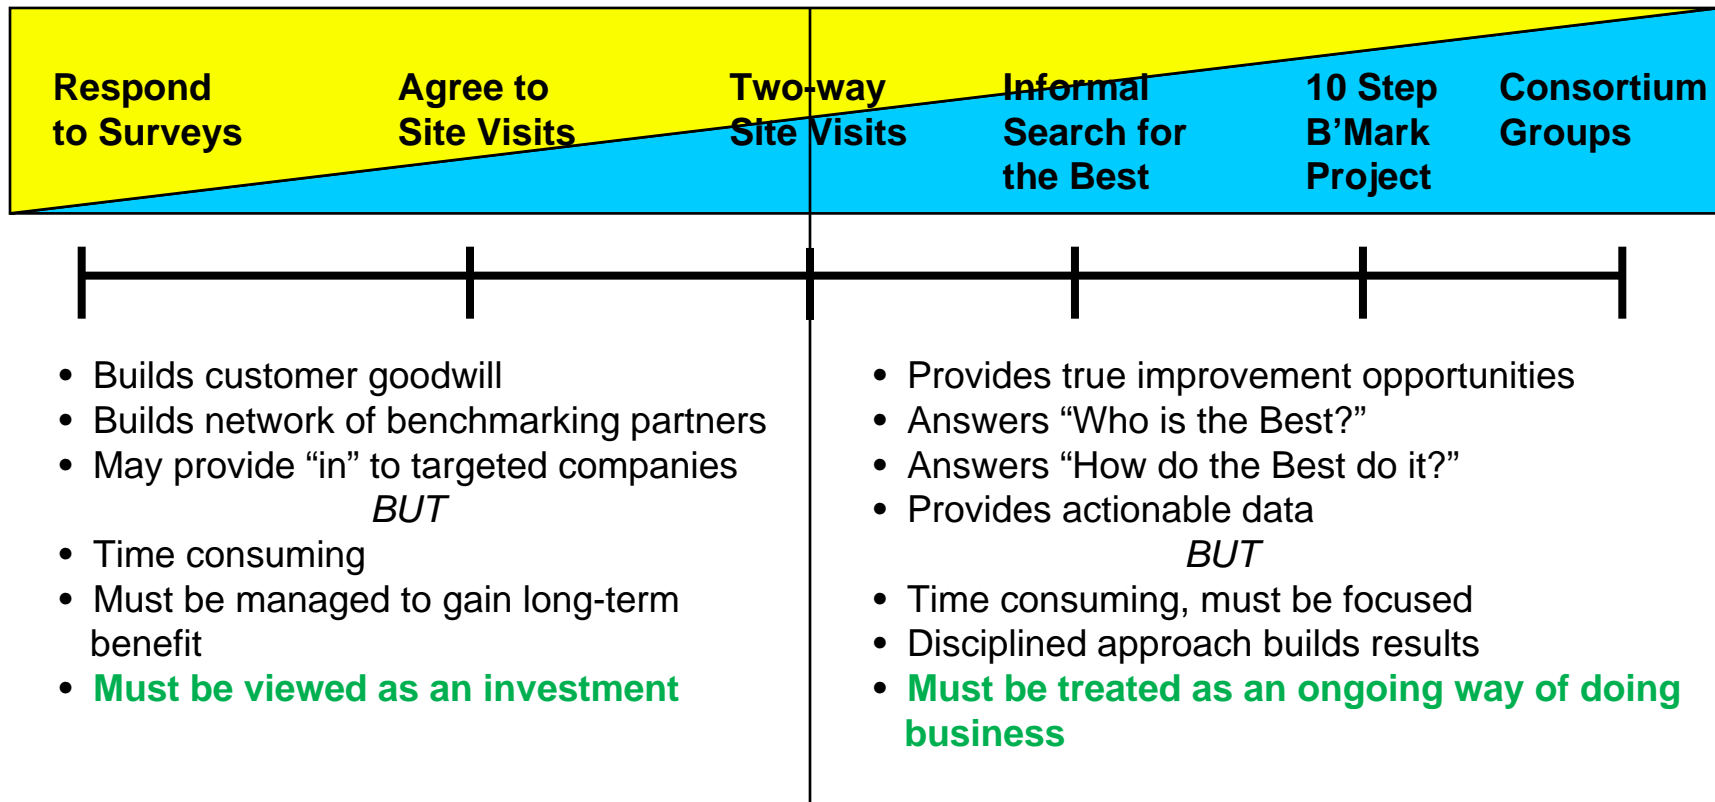 Respond
to Surveys
Agree to
Site Visits
Two-way
Site Visits
Informal
Search for
the Best
10 Step
B’Mark
Project
Consortium
Groups
• Builds customer goodwill
• Builds network of benchmarking partners
• May provide “in” to targeted companies
BUT
• Time consuming
• Must be managed to gain long-term
benefit
• Must be viewed as an investment
• Provides true improvement opportunities
• Answers “Who is the Best?”
• Answers “How do the Best do it?”
• Provides actionable data
BUT
• Time consuming, must be focused
• Disciplined approach builds results
• Must be treated as an ongoing way of doing
business